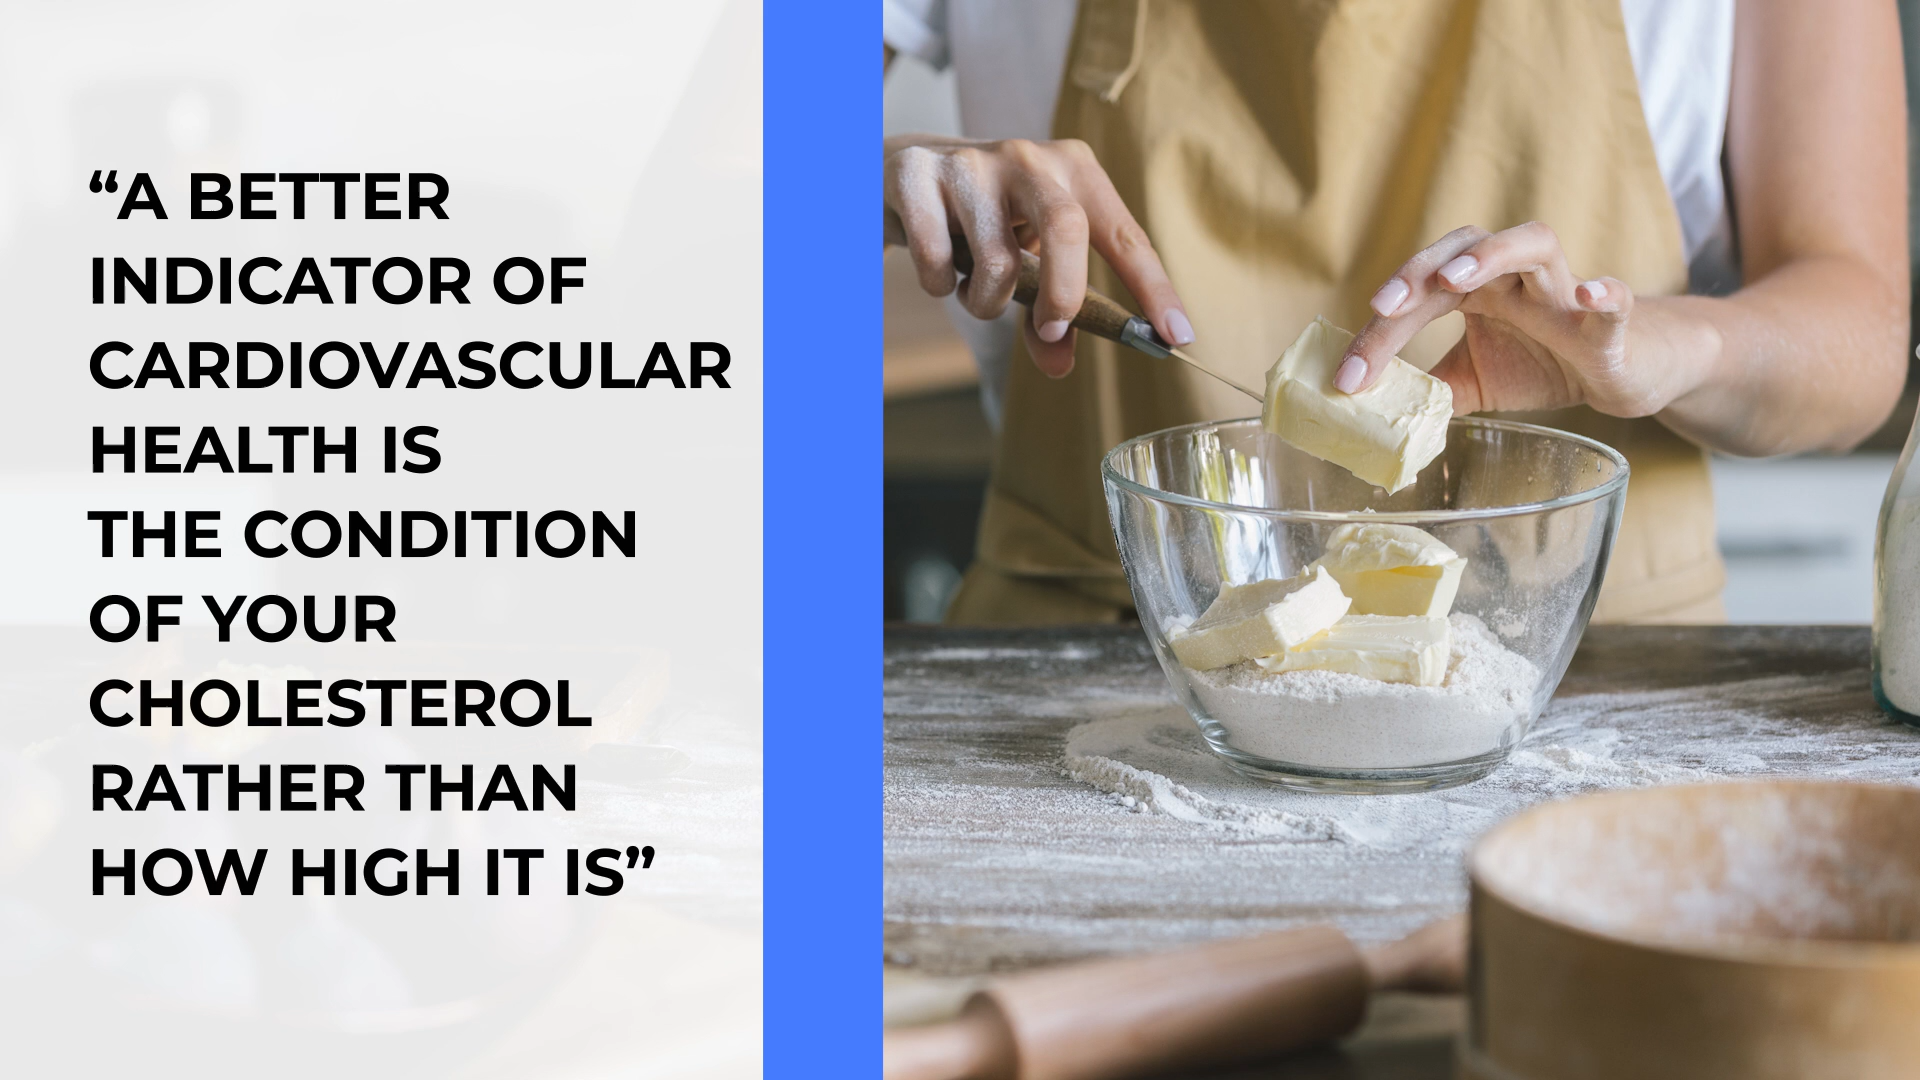 “A BETTER
INDICATOR OF
CARDIOVASCULAR
HEALTH IS
THE CONDITION
OF YOUR
CHOLESTEROL
RATHER THAN
HOW HIGH IT IS”